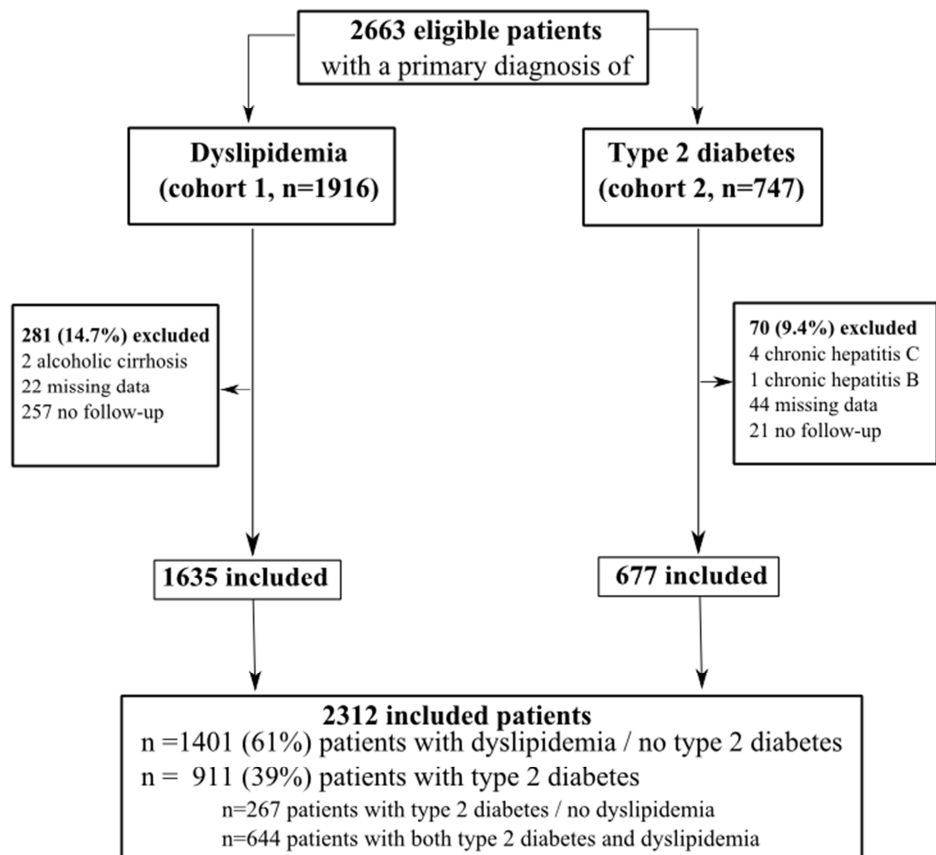 2663 eligible patients
with a primary diagnosis of
Dyslipidemia
(cohort 1, n=1916)
Type 2 diabetes
(cohort 2, n=747)
281 (14.7%) excluded
2 alcoholic cirrhosis
22 missing data
257 no follow-up
70 (9.4%) excluded
4 chronic hepatitis C
1 chronic hepatitis B
44 missing data
21 no follow-up
1635 included
677 included
2312 included patients
n =1401 (61%) patients with dyslipidemia / no type 2 diabetes
n = 911 (39%) patients with type 2 diabetes
n=267 patients with type 2 diabetes / no dyslipidemia
n=644 patients with both type 2 diabetes and dyslipidemia